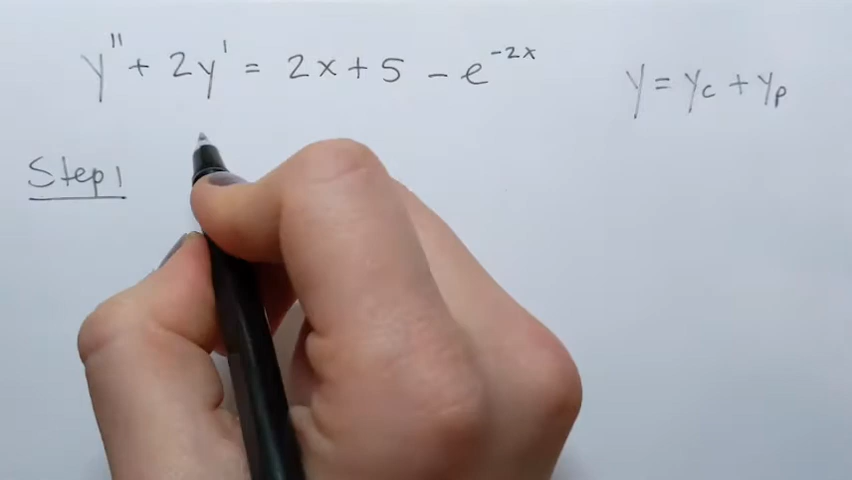 y'' + 2y' = 2x + 5 - e^{-2x}
y = y_c + y_p
Step 1